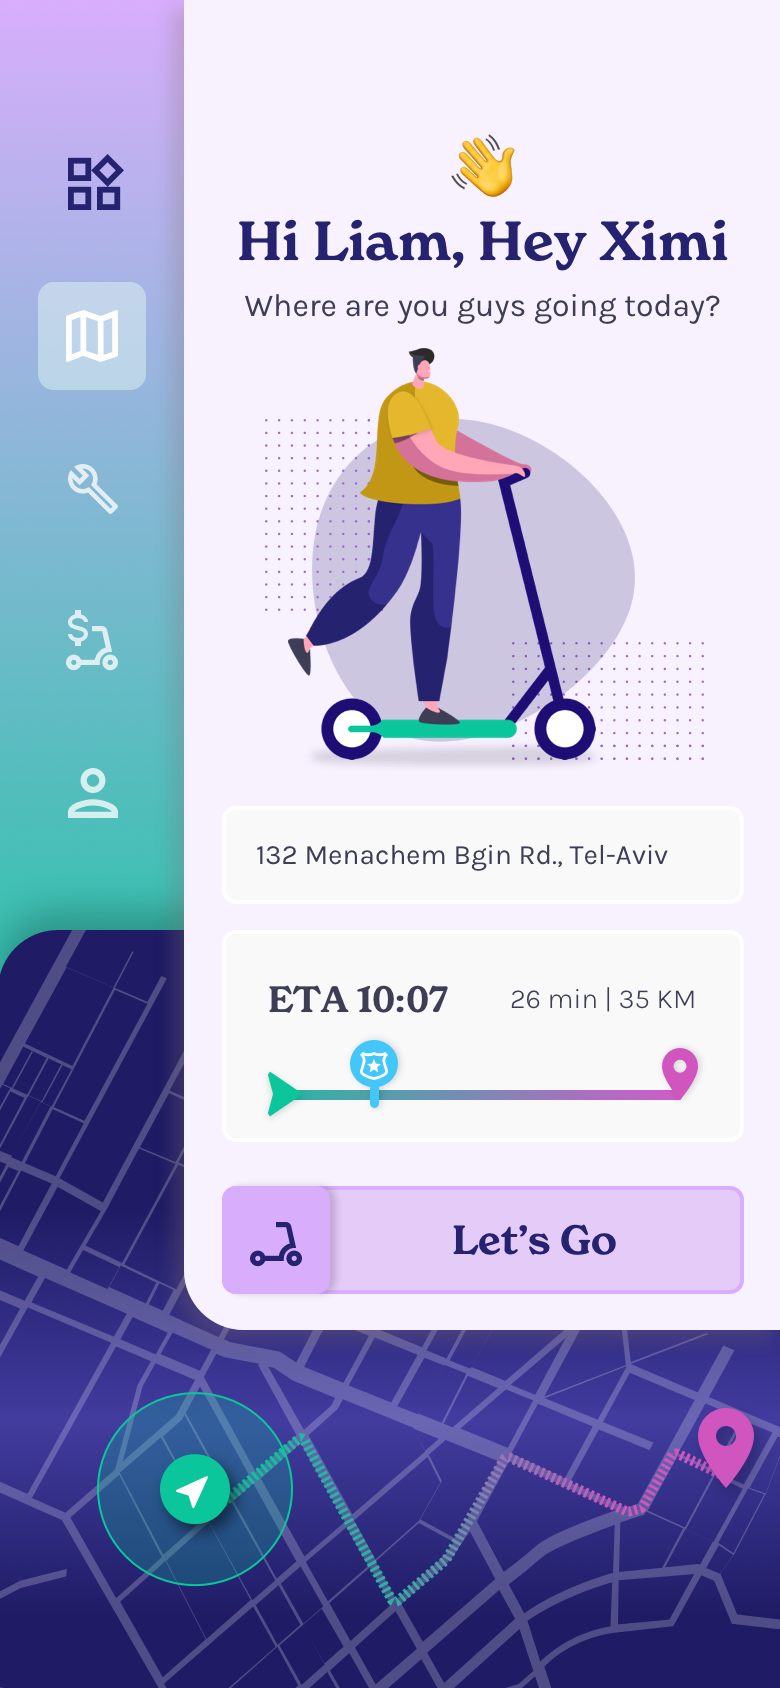 Hi Liam, Hey Ximi
Where are you guys going today?
132 Menachem Bgin Rd., Tel-Aviv
ETA 10:07
26 min | 35 KM
Let's Go